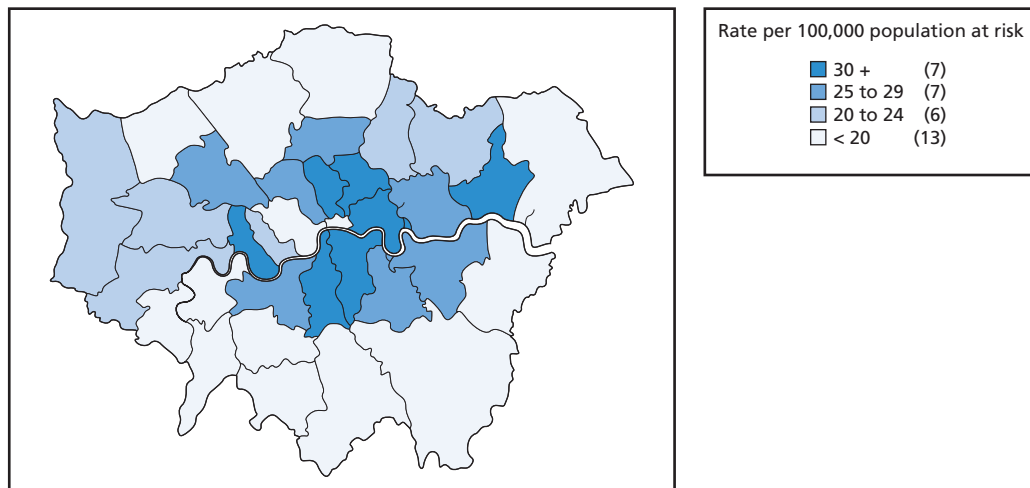 Rate per 100,000 population at risk
30 + (7)
25 to 29 (7)
20 to 24 (6)
< 20 (13)